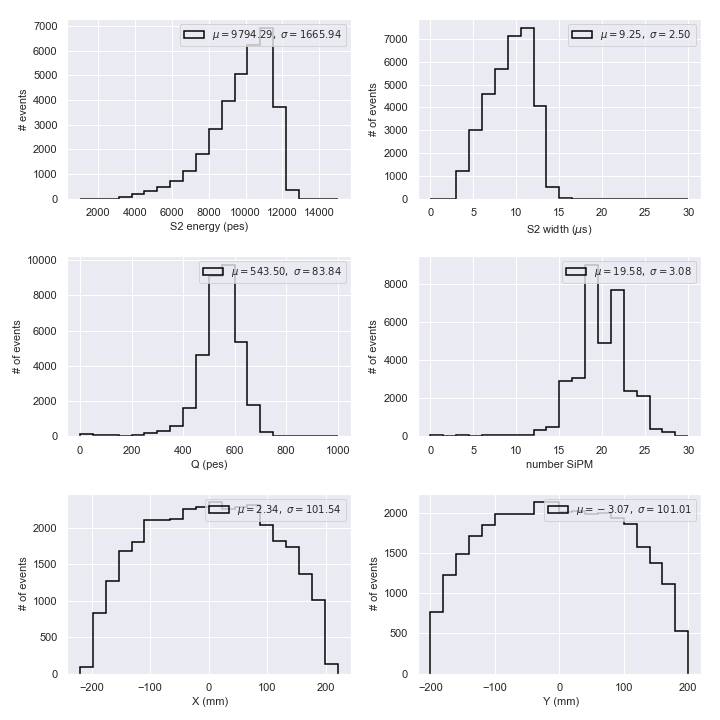 7000
6000
5000
4000
3000
2000
1000
0
# events
μ = 9794.29, σ = 1665.94
2000 4000 6000 8000 10000 12000 14000
S2 energy (pes)
7000
6000
5000
4000
3000
2000
1000
0
# of events
μ = 9.25, σ = 2.50
0 5 10 15 20 25 30
S2 width (μs)
10000
8000
6000
4000
2000
0
# of events
μ = 543.50, σ = 83.84
0 200 400 600 800 1000
Q (pes)
8000
6000
4000
2000
0
# of events
μ = 19.58, σ = 3.08
0 5 10 15 20 25 30
number SiPM
2000
1500
1000
500
0
# of events
μ = 2.34, σ = 101.54
−200 −100 0 100 200
X (mm)
2000
1500
1000
500
0
# of events
μ = −3.07, σ = 101.01
−200 −100 0 100 200
Y (mm)